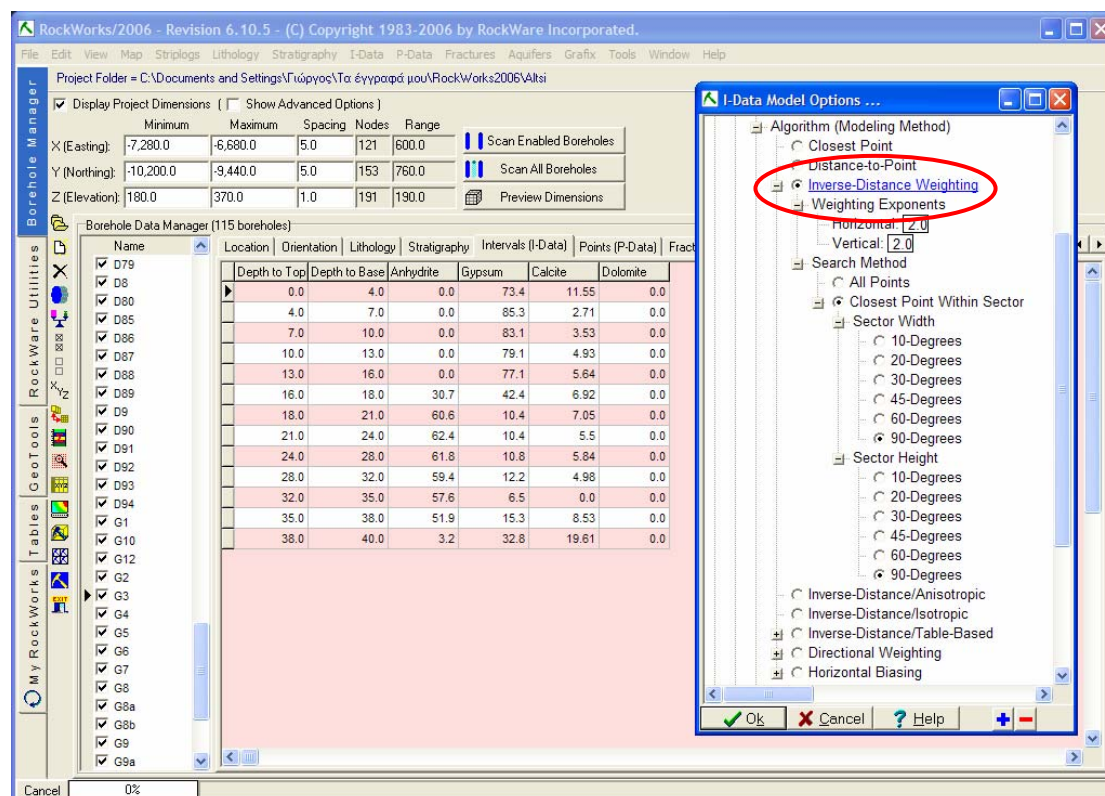 RockWorks/2006 - Revision 6.10.5 - (C) Copyright 1983-2006 by RockWare Incorporated.
File Edit View Map Striplogs Lithology Stratigraphy I-Data P-Data Fractures Aquifers Grafix Tools Window Help
Project Folder = C:\Documents and Settings\Γιώργος\Τα έγγραφά μου\RockWorks2006\Altsi
Display Project Dimensions ( Show Advanced Options )
Minimum Maximum Spacing Nodes Range
X (Easting): -7,280.0 -6,680.0 5.0 121 600.0 Scan Enabled Boreholes
Y (Northing): -10,200.0 -9,440.0 5.0 153 760.0 Scan All Boreholes
Z (Elevation): 180.0 370.0 1.0 191 190.0 Preview Dimensions
Borehole Manager
RockWare Utilities
GeoTools
RockWorks Tables
My RockWorks
XYZ
EXIT
Borehole Data Manager (115 boreholes)
Name
D79
D8
D80
D85
D86
D87
D88
D89
D9
D90
D91
D92
D93
D94
G1
G10
G12
G2
G3
G4
G5
G6
G7
G8
G8a
G8b
G9
G9a
Location Orientation Lithology Stratigraphy Intervals (I-Data) Points (P-Data) Fract
Depth to Top Depth to Base Anhydrite Gypsum Calcite Dolomite
0.0 4.0 0.0 73.4 11.55 0.0
4.0 7.0 0.0 85.3 2.71 0.0
7.0 10.0 0.0 83.1 3.53 0.0
10.0 13.0 0.0 79.1 4.93 0.0
13.0 16.0 0.0 77.1 5.64 0.0
16.0 18.0 30.7 42.4 6.92 0.0
18.0 21.0 60.6 10.4 7.05 0.0
21.0 24.0 62.4 10.4 5.5 0.0
24.0 28.0 61.8 10.8 5.84 0.0
28.0 32.0 59.4 12.2 4.98 0.0
32.0 35.0 57.6 6.5 0.0 0.0
35.0 38.0 51.9 15.3 8.53 0.0
38.0 40.0 3.2 32.8 19.61 0.0
I-Data Model Options ...
Algorithm (Modeling Method)
Closest Point
Distance-to-Point
Inverse-Distance Weighting
Weighting Exponents
Horizontal: 2.0
Vertical: 2.0
Search Method
All Points
Closest Point Within Sector
Sector Width
10-Degrees
20-Degrees
30-Degrees
45-Degrees
60-Degrees
90-Degrees
Sector Height
10-Degrees
20-Degrees
30-Degrees
45-Degrees
60-Degrees
90-Degrees
Inverse-Distance/Anisotropic
Inverse-Distance/Isotropic
Inverse-Distance/Table-Based
Directional Weighting
Horizontal Biasing
Ok Cancel Help
Cancel 0%